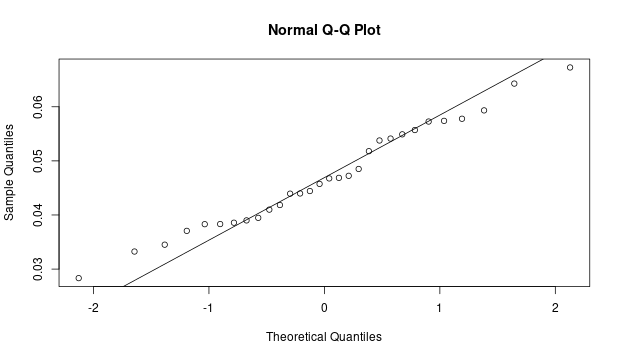 Normal Q-Q Plot
Sample Quantiles
0.06
0.05
0.04
0.03
-2 -1 0 1 2
Theoretical Quantiles